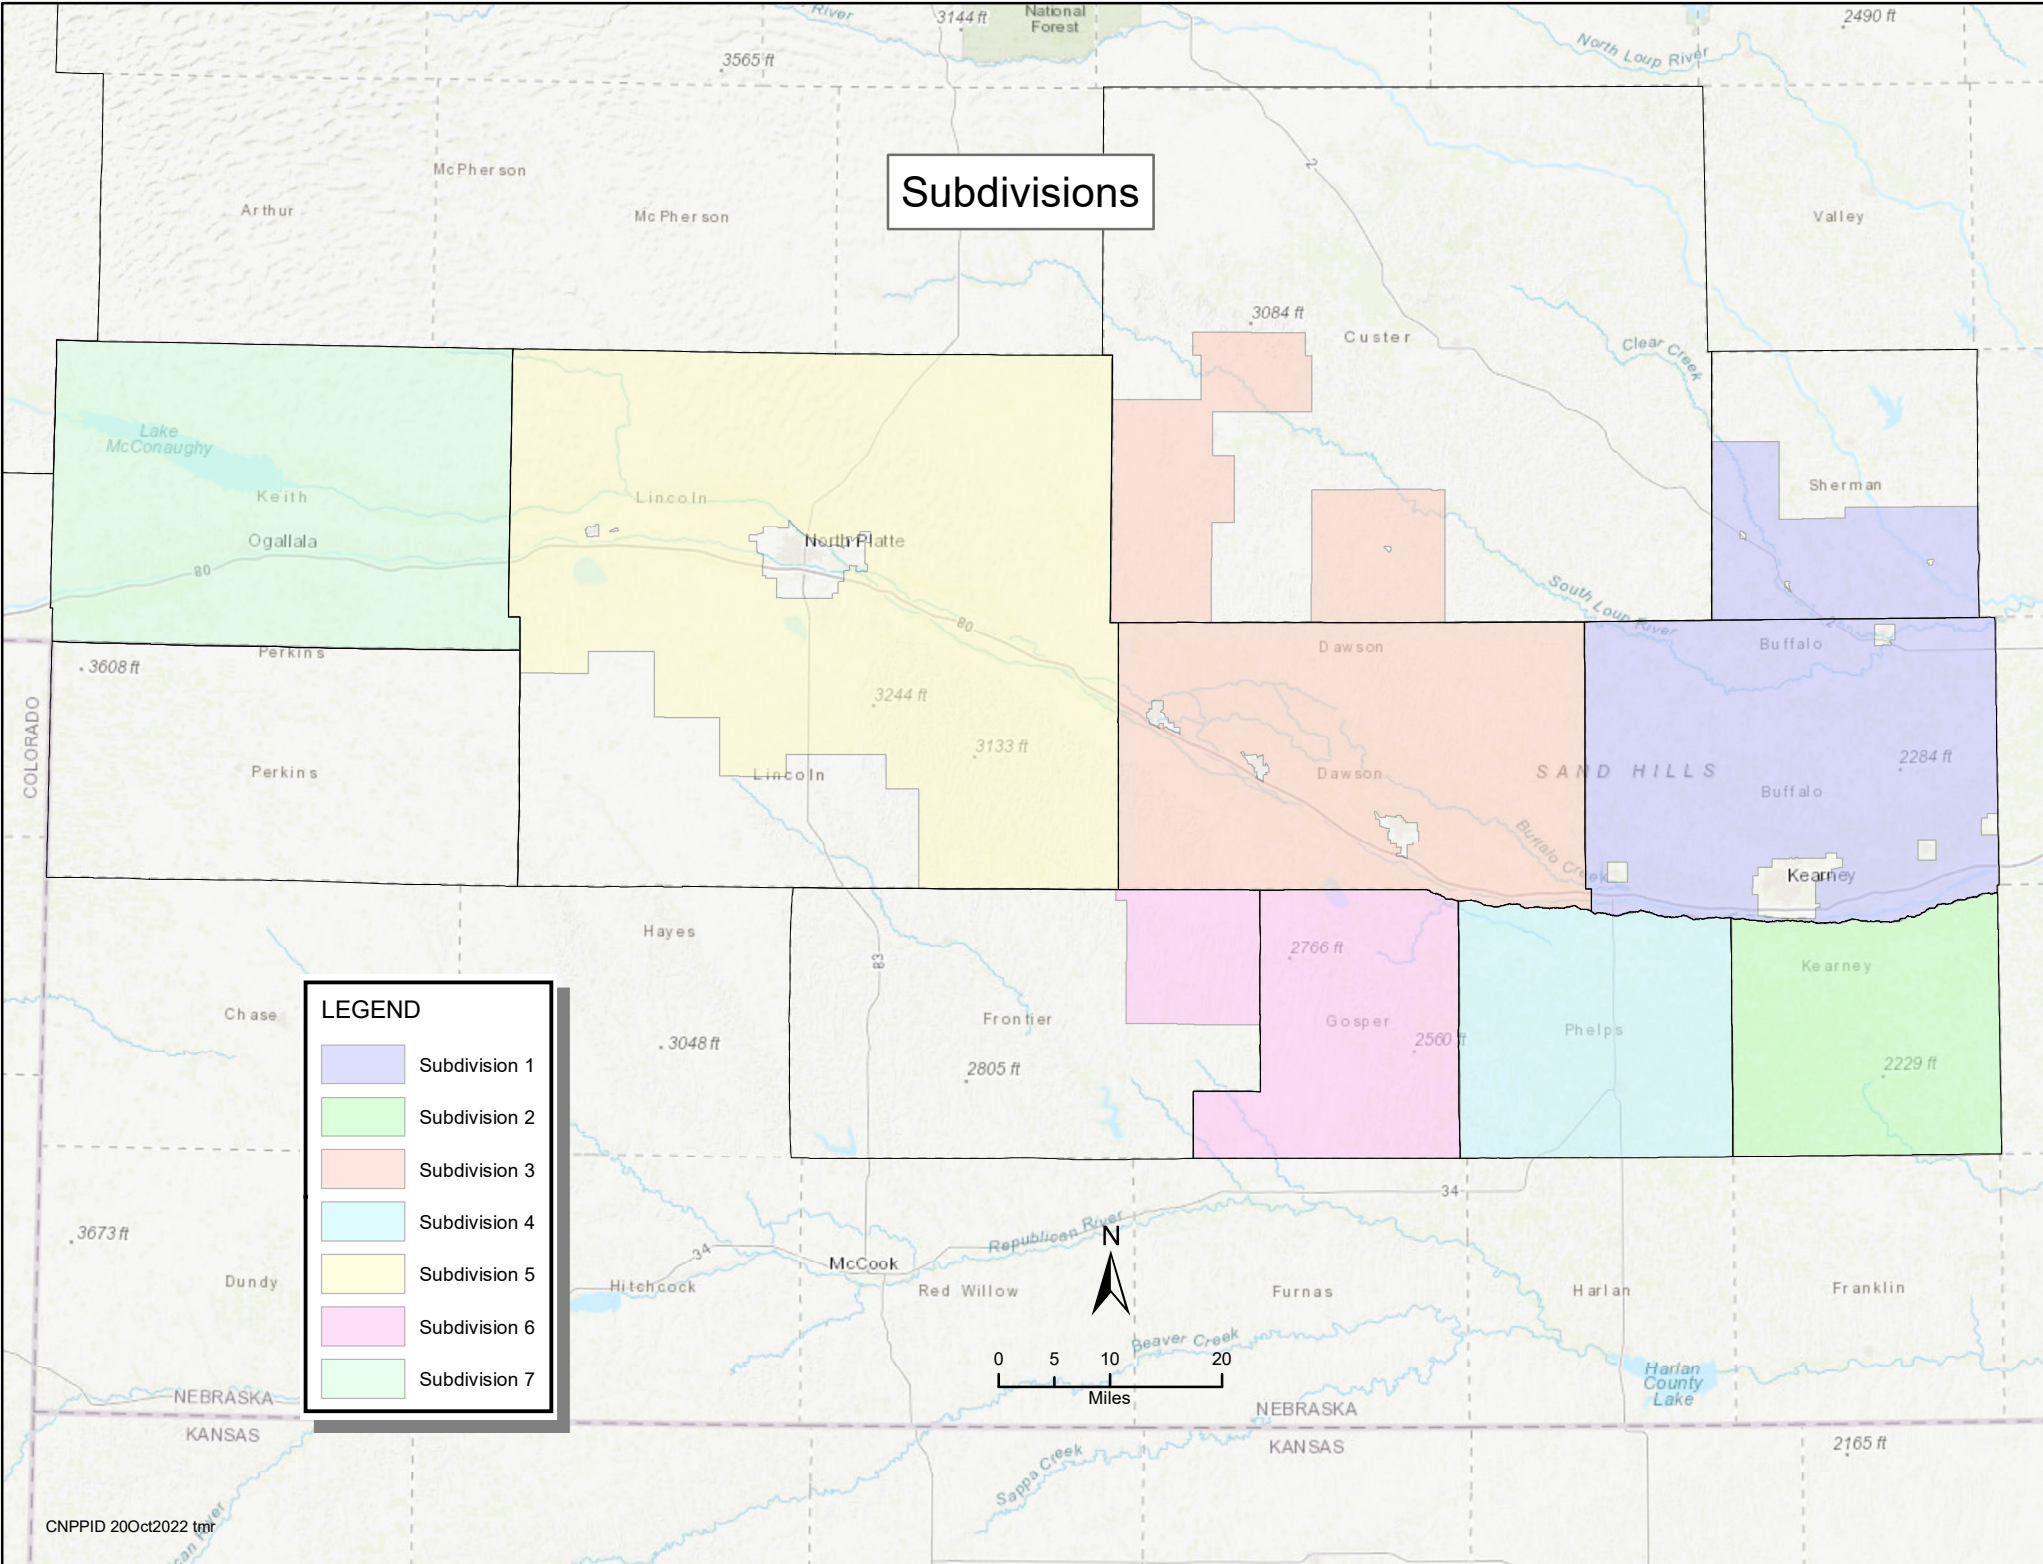 River
3144 ft
National
Forest
2490 ft
North Loup River
3565 ft
McPherson
Arthur
McPherson
Subdivisions
2
Valley
3084 ft
Custer
Clear Creek
Lake
McConaughy
Keith
Lincoln
Sherman
Ogallala
North Platte
80
80
South Loup River
2
Perkins
3608 ft
Dawson
Buffalo
COLORADO
3244 ft
3133 ft
2284 ft
Perkins
Lincoln
Dawson
SAND HILLS
Buffalo
Buffalo Creek
Kearney
Hayes
83
2766 ft
Kearney
Chase
Frontier
Gosper
Phelps
3048 ft
2560 ft
2805 ft
2229 ft
LEGEND
Subdivision 1
Subdivision 2
Subdivision 3
Subdivision 4
Subdivision 5
Subdivision 6
Subdivision 7
34
3673 ft
Republican River
N
34
McCook
Dundy
Hitchcock
Red Willow
Furnas
Harlan
Franklin
Beaver Creek
0 5 10 20
Miles
Harlan
County
Lake
NEBRASKA
KANSAS
NEBRASKA
KANSAS
2165 ft
Sappa Creek
CNPPID 20Oct2022 tmr
can River